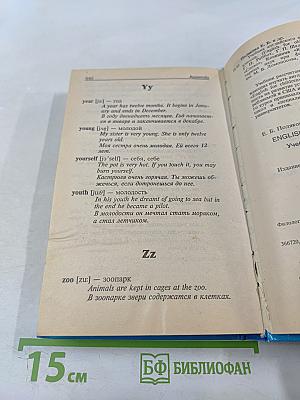 Yy
year [jɪə] — год
A year has twelve months. It begins in Janu-
ary and ends in December.
В году двенадцать месяцев. Год начинает-
ся в январе и заканчивается в декабре.
young [jʌŋ] — молодой
My sister is very young. She is only twelve
years old.
Моя сестра очень молодая. Ей всего 12
лет.
yourself [jɔ:'self] — себя, себе
The pot is very hot. If you touch it, you may
burn yourself.
Кастрюля очень горячая. Ты можешь об-
жечься, если дотронешься до нее.
youth [ju:θ] — молодость
In his youth he dreamt of going to sea but in
the end he became a pilot.
В молодости он мечтал стать моряком,
а стал летчиком.
Zz
zoo [zu:] — зоопарк
Animals are kept in cages at the zoo.
В зоопарке звери содержатся в клетках.
Е. Б. Полякова
ENGLISH
Издание
366720,
15 см
БФ БИБЛИОФАН